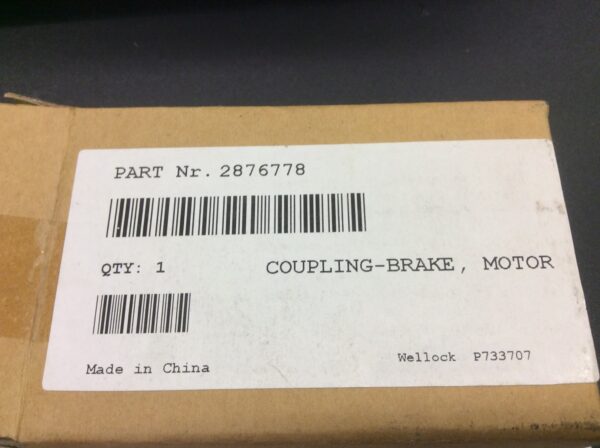 PART Nr. 2876778
QTY: 1
COUPLING-BRAKE, MOTOR
Made in China
Wellock P733707